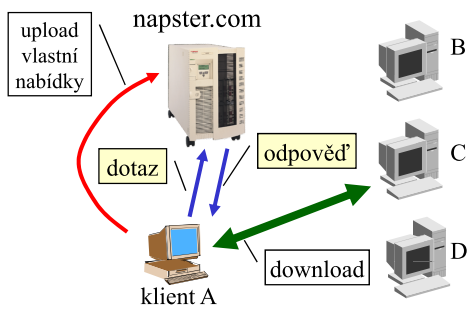 napster.com
upload
vlastní
nabídky
B
dotaz
odpověď
C
D
download
klient A